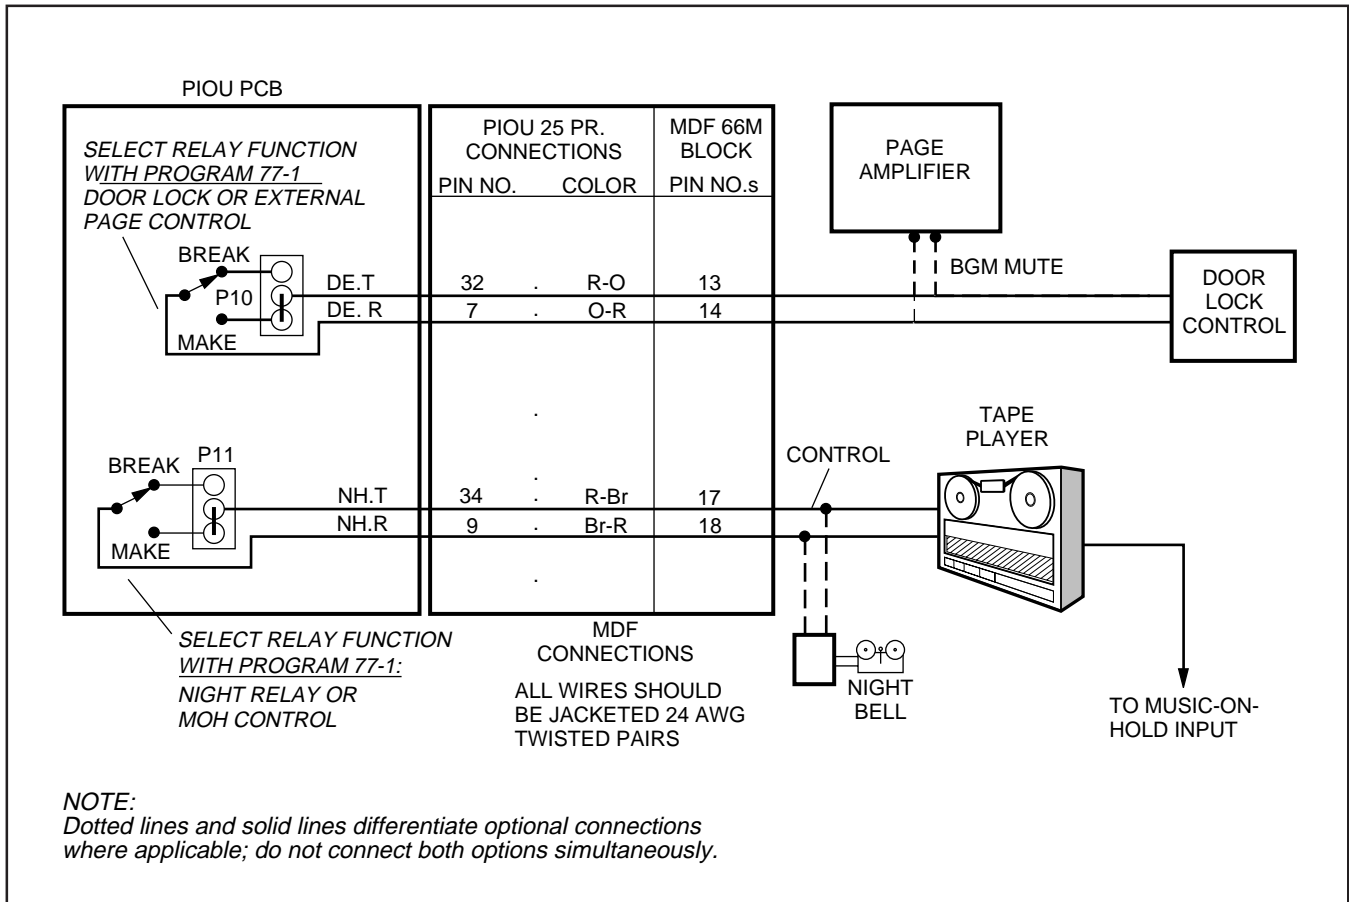 PIOU PCB
SELECT RELAY FUNCTION
WITH PROGRAM 77-1
DOOR LOCK OR EXTERNAL
PAGE CONTROL
BREAK
P10
MAKE
DE.T
DE. R
PIOU 25 PR.
CONNECTIONS
PIN NO. COLOR
MDF 66M
BLOCK
PIN NO.s
32 . R-O 13
7 . O-R 14
.
.
34 . R-Br 17
9 . Br-R 18
.
PAGE
AMPLIFIER
BGM MUTE
DOOR
LOCK
CONTROL
BREAK
P11
MAKE
NH.T
NH.R
CONTROL
TAPE
PLAYER
SELECT RELAY FUNCTION
WITH PROGRAM 77-1:
NIGHT RELAY OR
MOH CONTROL
MDF
CONNECTIONS
ALL WIRES SHOULD
BE JACKETED 24 AWG
TWISTED PAIRS
NIGHT
BELL
TO MUSIC-ON-
HOLD INPUT
NOTE:
Dotted lines and solid lines differentiate optional connections
where applicable; do not connect both options simultaneously.